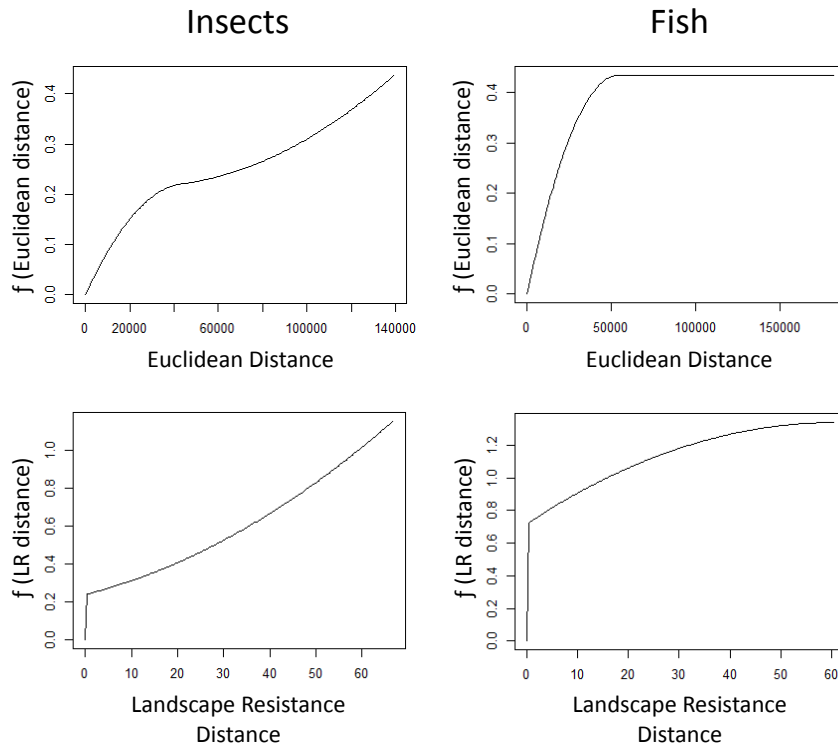 Insects
Fish
ƒ (Euclidean distance)
0.0 0.1 0.2 0.3 0.4
0 20000 60000 100000 140000
Euclidean Distance
ƒ (Euclidean distance)
0.0 0.1 0.2 0.3 0.4
0 50000 100000 150000
Euclidean Distance
ƒ (LR distance)
0.0 0.2 0.4 0.6 0.8 1.0
0 10 20 30 40 50 60
Landscape Resistance
Distance
ƒ (LR distance)
0.0 0.2 0.4 0.6 0.8 1.0 1.2
0 10 20 30 40 50 60
Landscape Resistance
Distance